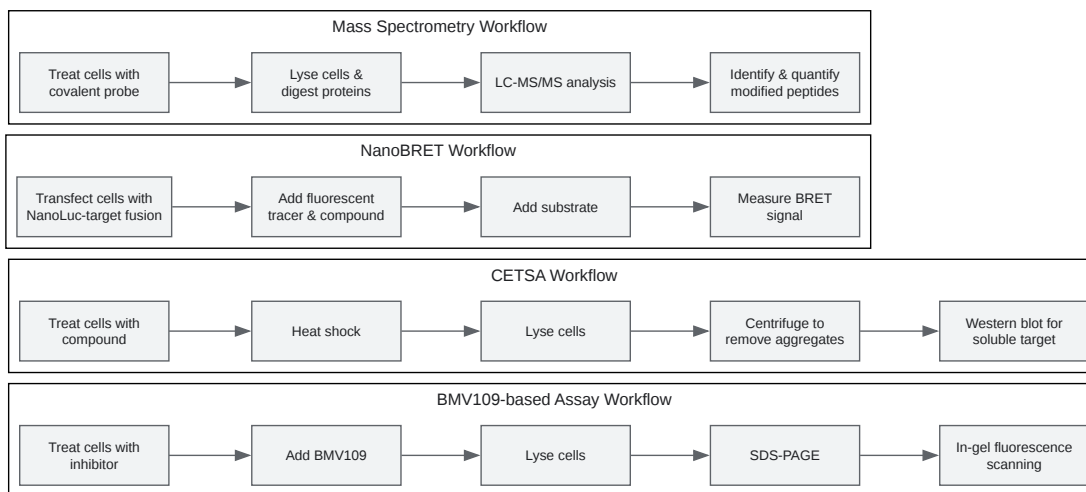 Mass Spectrometry Workflow
Treat cells with
covalent probe
Lyse cells &
digest proteins
LC-MS/MS analysis
Identify & quantify
modified peptides
NanoBRET Workflow
Transfect cells with
NanoLuc-target fusion
Add fluorescent
tracer & compound
Add substrate
Measure BRET
signal
CETSA Workflow
Treat cells with
compound
Heat shock
Lyse cells
Centrifuge to
remove aggregates
Western blot for
soluble target
BMV109-based Assay Workflow
Treat cells with
inhibitor
Add BMV109
Lyse cells
SDS-PAGE
In-gel fluorescence
scanning